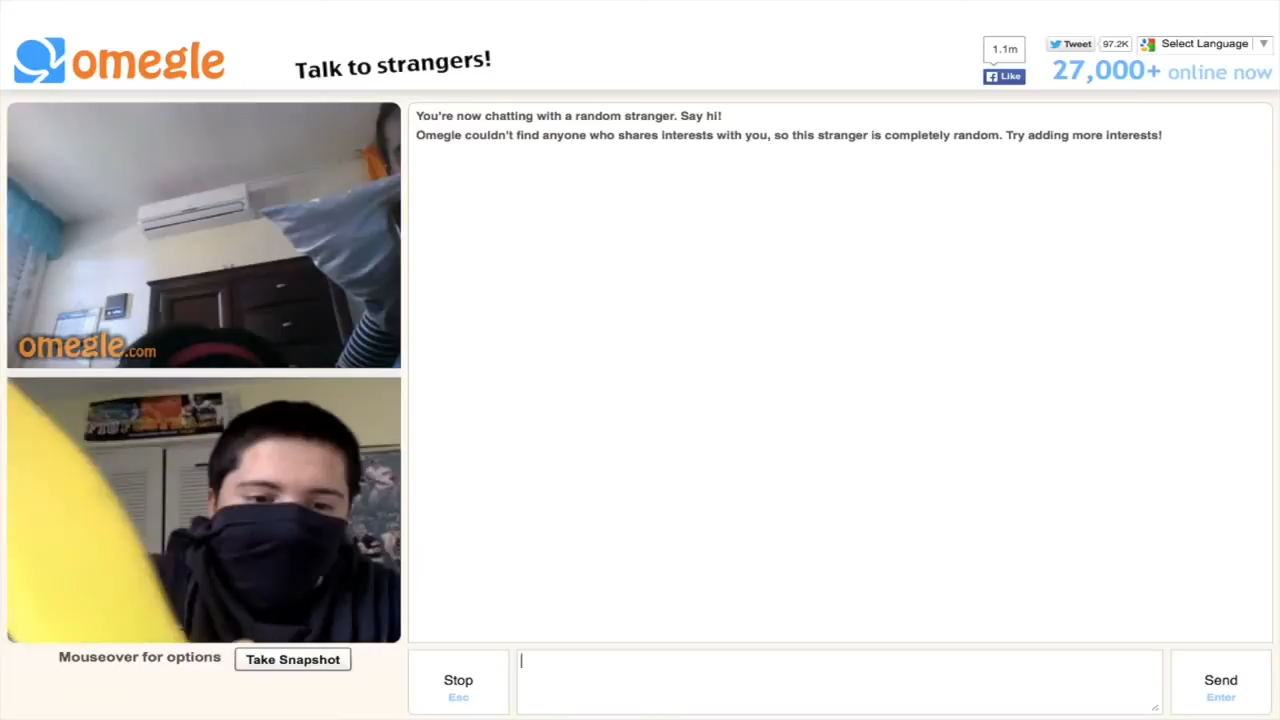 omegle
Talk to strangers!
1.1m
Like
Tweet
97.2K
Select Language
27,000+ online now
You're now chatting with a random stranger. Say hi!
Omegle couldn't find anyone who shares interests with you, so this stranger is completely random. Try adding more interests!
omegle.com
Mouseover for options
Take Snapshot
Stop
Esc
Send
Enter